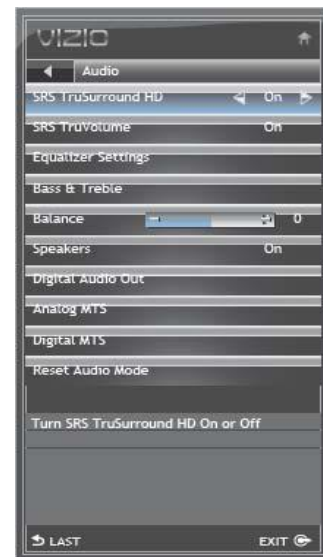 VIZIO
Audio
SRS TruSurround HD On
SRS TruVolume On
Equalizer Settings
Bass & Treble
Balance 0
Speakers On
Digital Audio Out
Analog MTS
Digital MTS
Reset Audio Mode
Turn SRS TruSurround HD On or Off
LAST EXIT